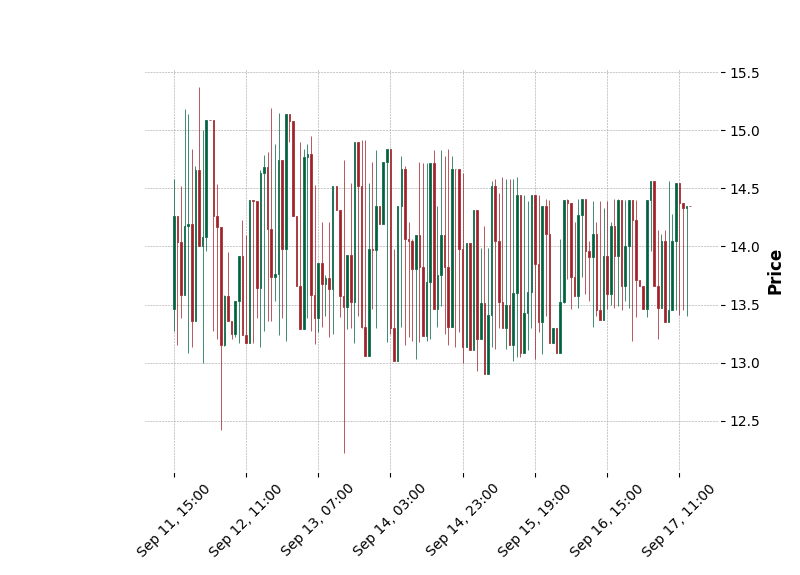 15.5
15.0
14.5
14.0
13.5
13.0
12.5
Price
Sep 11, 15:00
Sep 12, 11:00
Sep 13, 07:00
Sep 14, 03:00
Sep 14, 23:00
Sep 15, 19:00
Sep 16, 15:00
Sep 17, 11:00